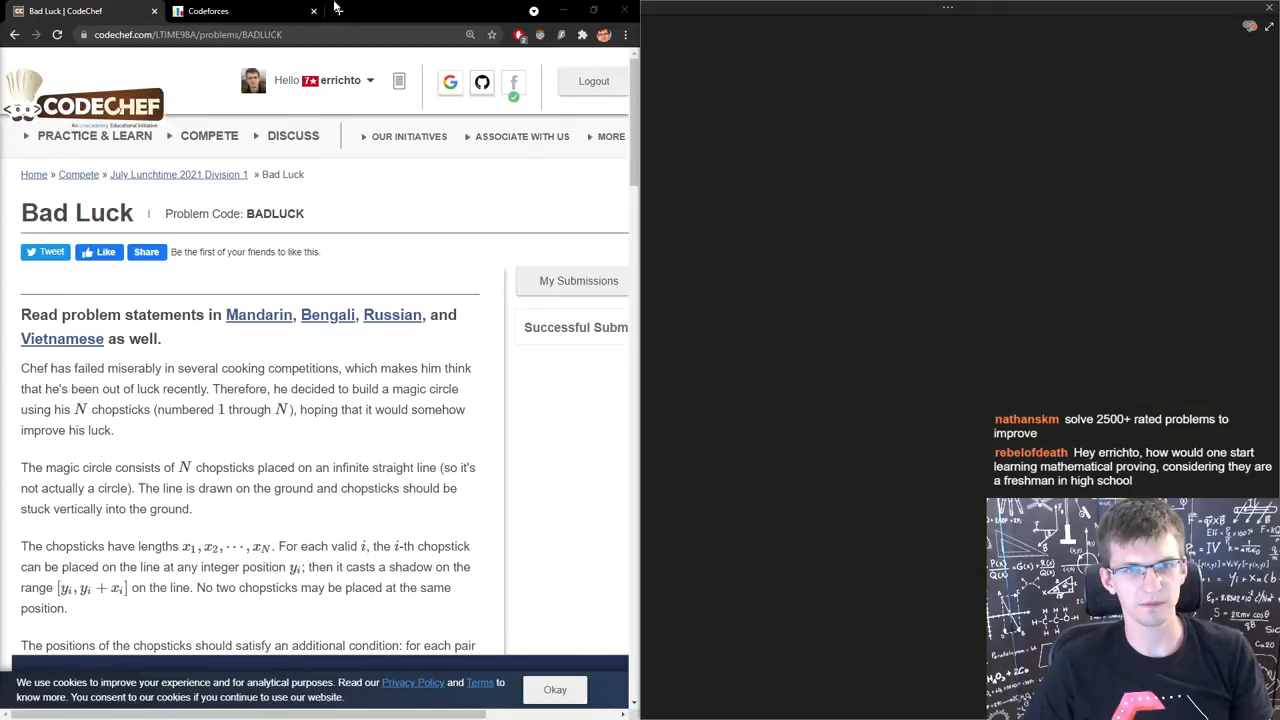 Bad Luck | CodeChef
Codeforces
codechef.com/LTIME98A/problems/BADLUCK
2
Hello 7★ errichto
Logout
CODECHEF
An unacademy Educational Initiative
PRACTICE & LEARN COMPETE DISCUSS OUR INITIATIVES ASSOCIATE WITH US MORE
Home » Compete » July Lunchtime 2021 Division 1 » Bad Luck
Bad Luck Problem Code: BADLUCK
Tweet Like Share Be the first of your friends to like this.
My Submissions
Successful Subm
Read problem statements in Mandarin, Bengali, Russian, and
Vietnamese as well.
Chef has failed miserably in several cooking competitions, which makes him think
that he's been out of luck recently. Therefore, he decided to build a magic circle
using his N chopsticks (numbered 1 through N), hoping that it would somehow
improve his luck.
The magic circle consists of N chopsticks placed on an infinite straight line (so it's
not actually a circle). The line is drawn on the ground and chopsticks should be
stuck vertically into the ground.
The chopsticks have lengths x1, x2, ⋯, xN. For each valid i, the i-th chopstick
can be placed on the line at any integer position yi; then it casts a shadow on the
range [yi, yi + xi] on the line. No two chopsticks may be placed at the same
position.
The positions of the chopsticks should satisfy an additional condition: for each pair
We use cookies to improve your experience and for analytical purposes. Read our Privacy Policy and Terms to
know more. You consent to our cookies if you continue to use our website.
Okay
nathanskm solve 2500+ rated problems to
improve
rebelofdeath Hey errichto, how would one start
learning mathematical proving, considering they are
a freshman in high school